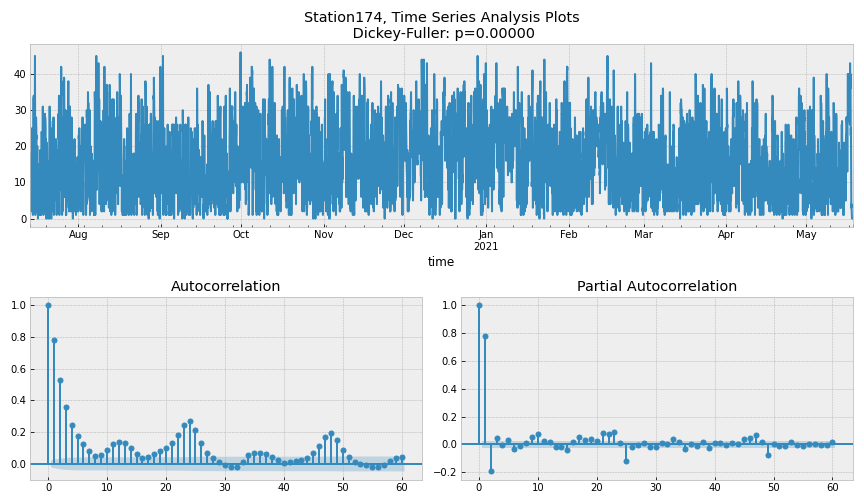 Station174, Time Series Analysis Plots
Dickey-Fuller: p=0.00000
40
30
20
10
0
Aug Sep Oct Nov Dec Jan Feb Mar Apr May
2021
time
Autocorrelation
1.0
0.8
0.6
0.4
0.2
0.0
0 10 20 30 40 50 60
Partial Autocorrelation
1.0
0.8
0.6
0.4
0.2
0.0
−0.2
0 10 20 30 40 50 60